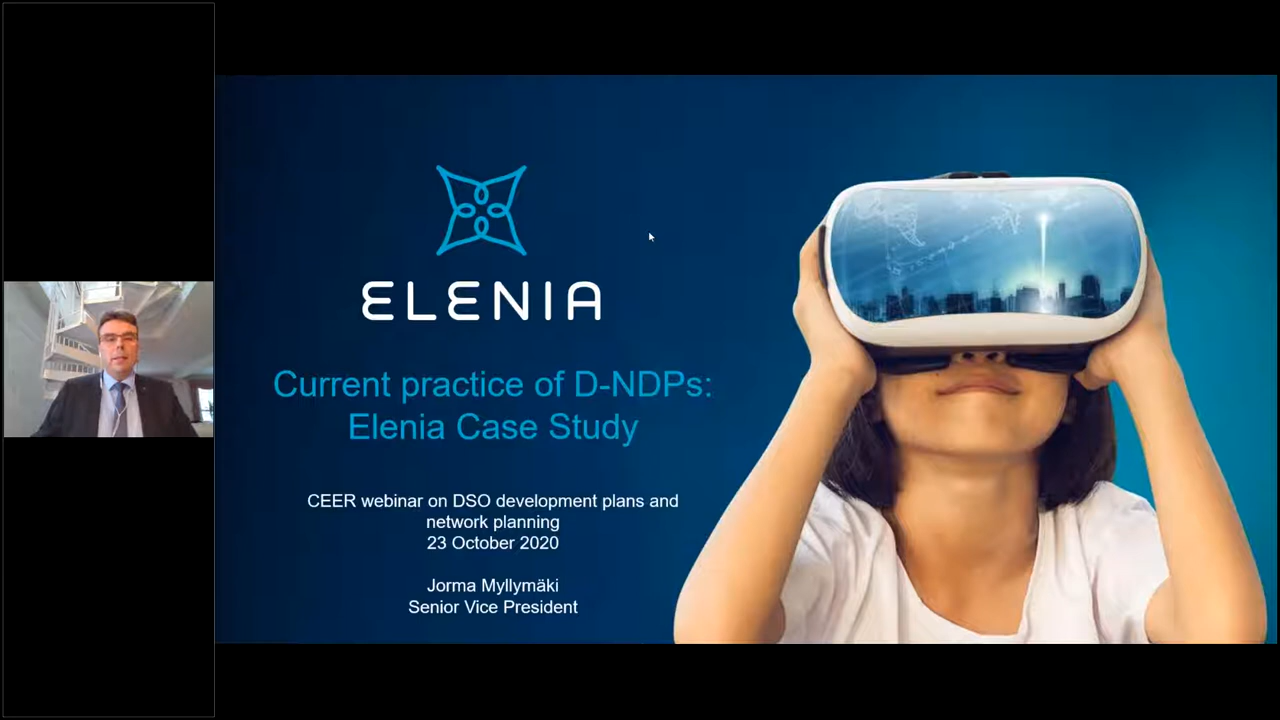 ELENIA
Current practice of D-NDPs:
Elenia Case Study
CEER webinar on DSO development plans and
network planning
23 October 2020
Jorma Myllymäki
Senior Vice President